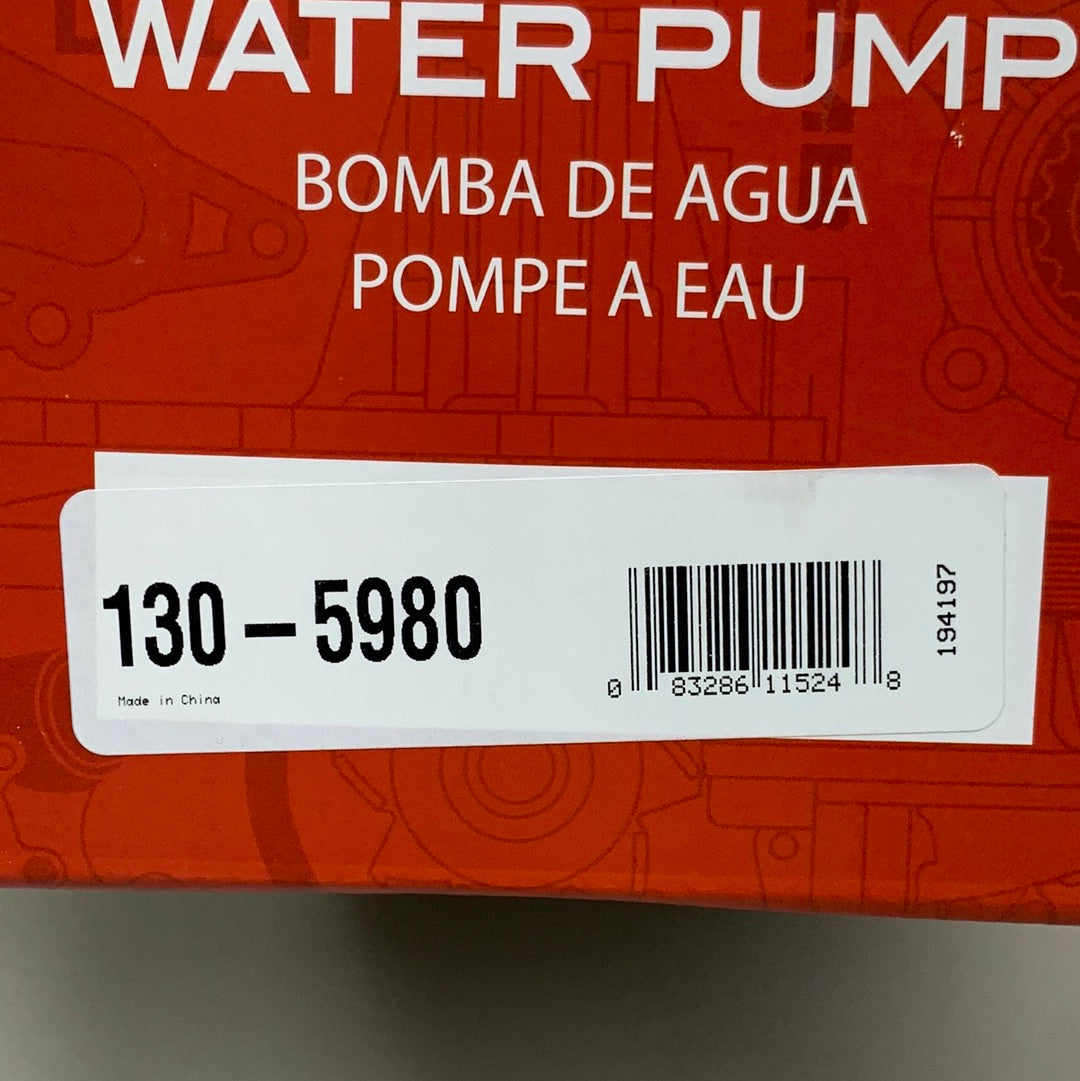 WATER PUMP
BOMBA DE AGUA
POMPE A EAU
130-5980
Made in China
0 83286 11524 8
194197